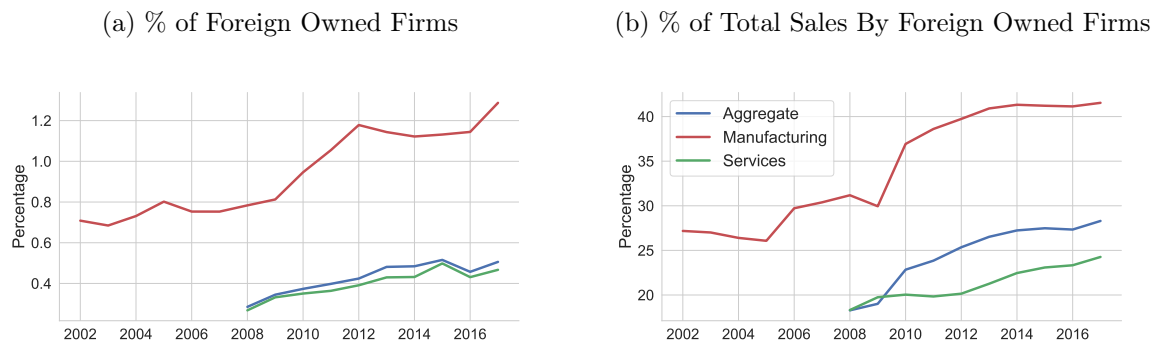 (a) % of Foreign Owned Firms
Percentage
1.2
1.0
0.8
0.6
0.4
2002 2004 2006 2008 2010 2012 2014 2016
(b) % of Total Sales By Foreign Owned Firms
Percentage
40
35
30
25
20
Aggregate
Manufacturing
Services
2002 2004 2006 2008 2010 2012 2014 2016